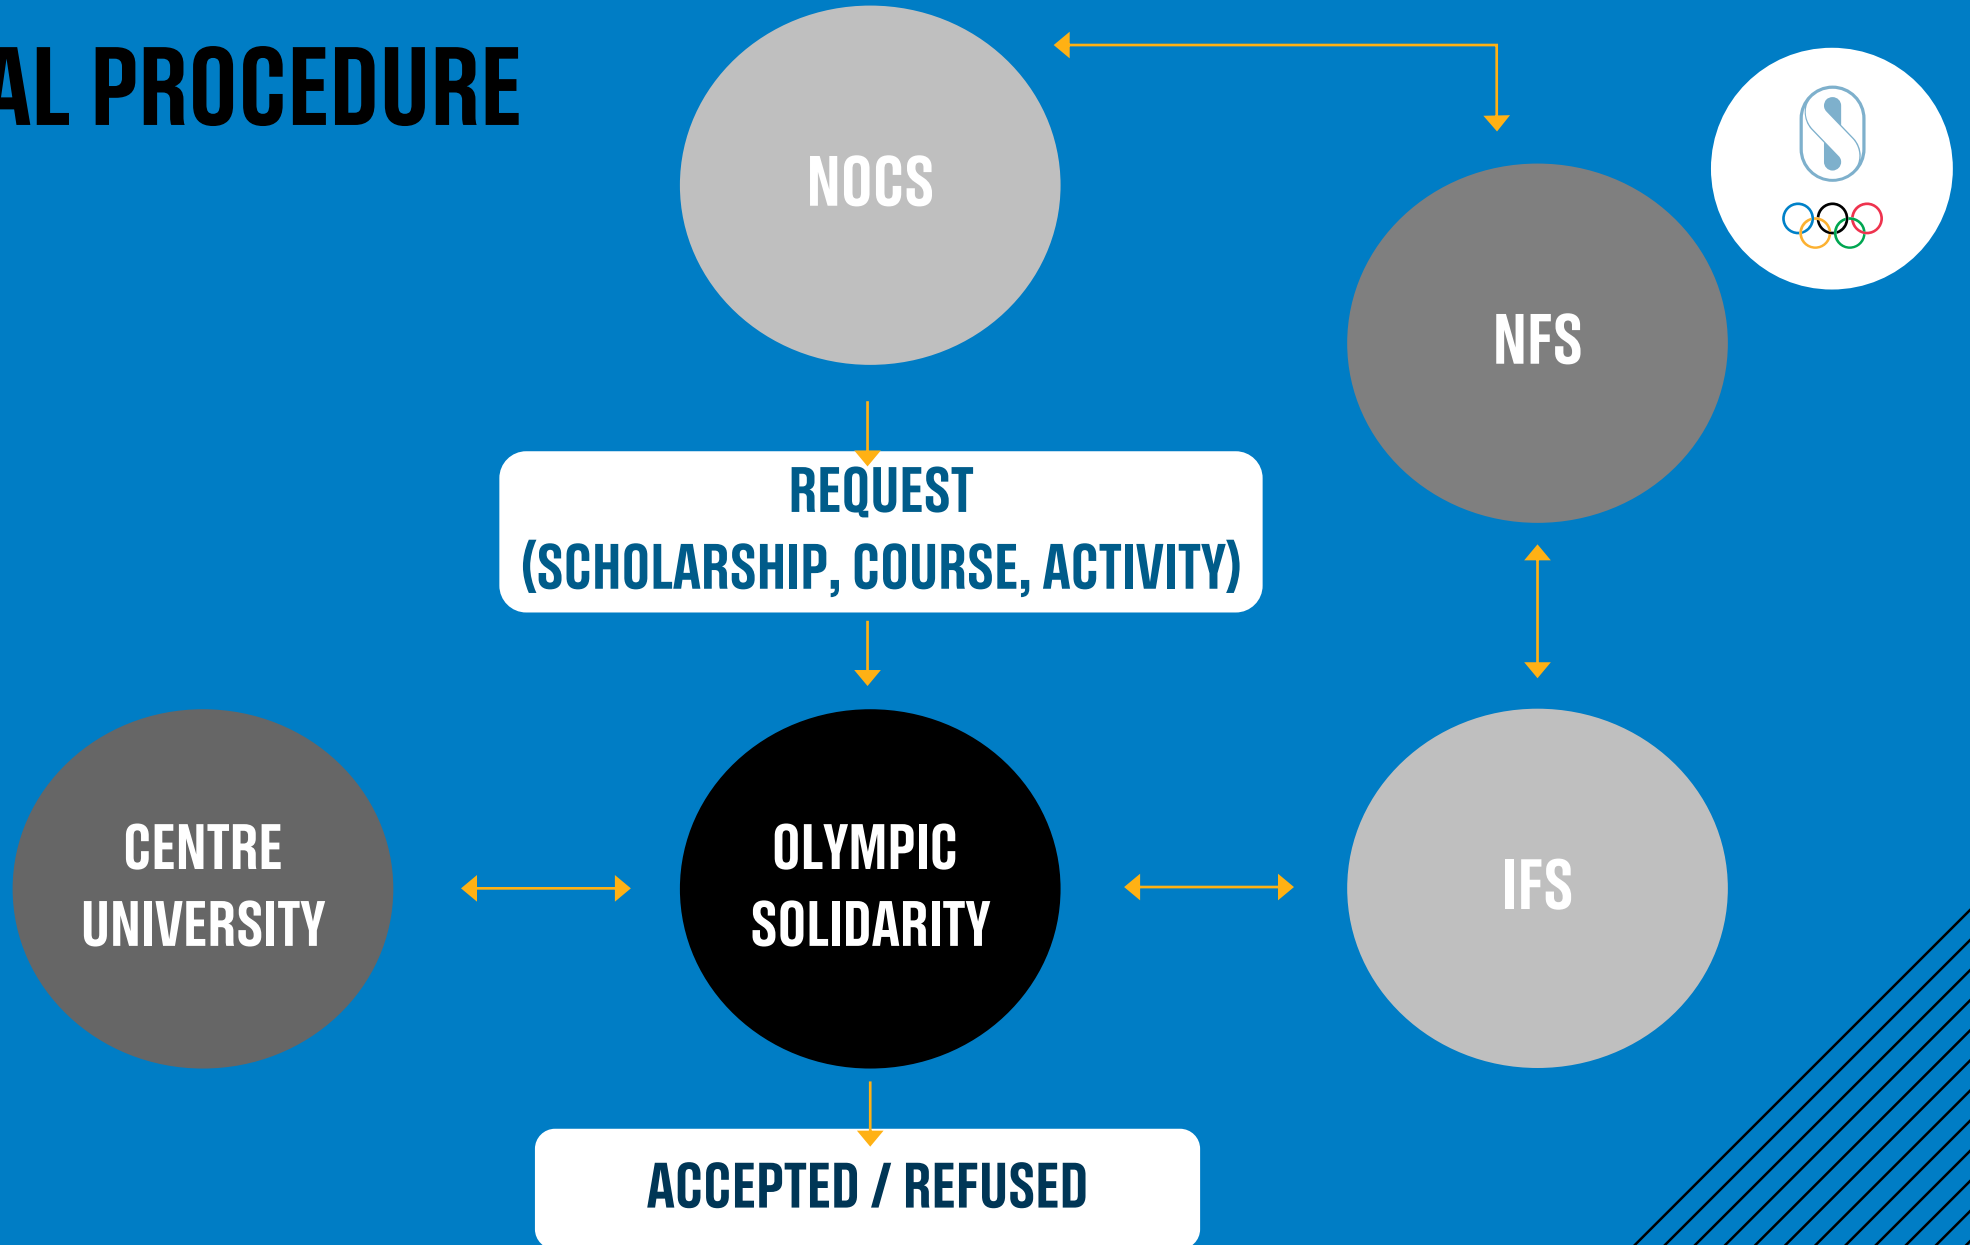 AL PROCEDURE
NOCS
NFS
REQUEST
(SCHOLARSHIP, COURSE, ACTIVITY)
CENTRE
UNIVERSITY
OLYMPIC
SOLIDARITY
IFS
ACCEPTED / REFUSED